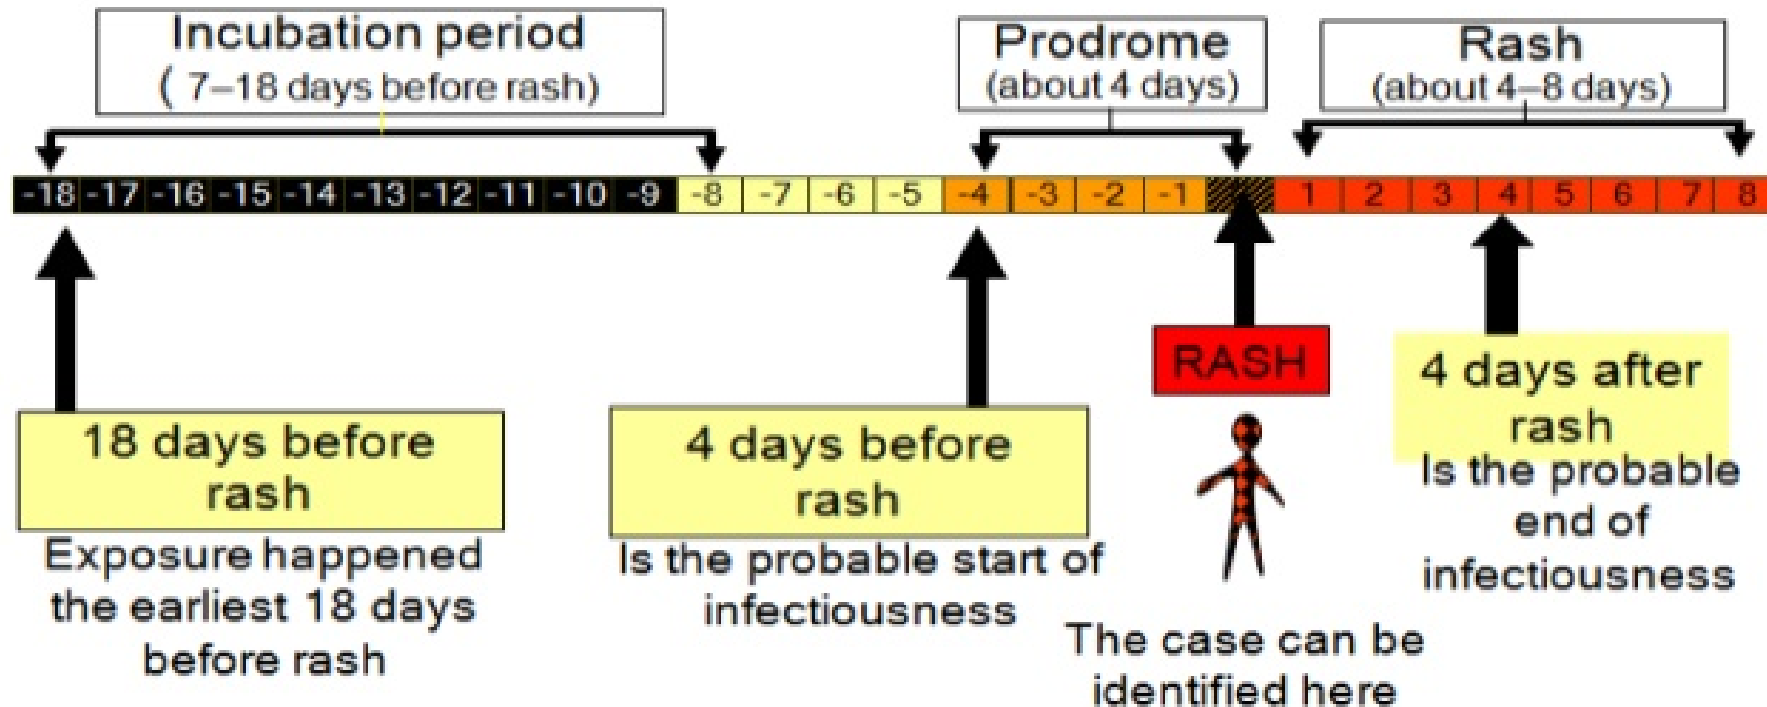 Incubation period
( 7–18 days before rash)
Prodrome
(about 4 days)
Rash
(about 4–8 days)
-18 -17 -16 -15 -14 -13 -12 -11 -10 -9 -8 -7 -6 -5 -4 -3 -2 -1 1 2 3 4 5 6 7 8
18 days before
rash
Exposure happened
the earliest 18 days
before rash
4 days before
rash
Is the probable start of
infectiousness
RASH
The case can be
identified here
4 days after
rash
Is the probable
end of
infectiousness